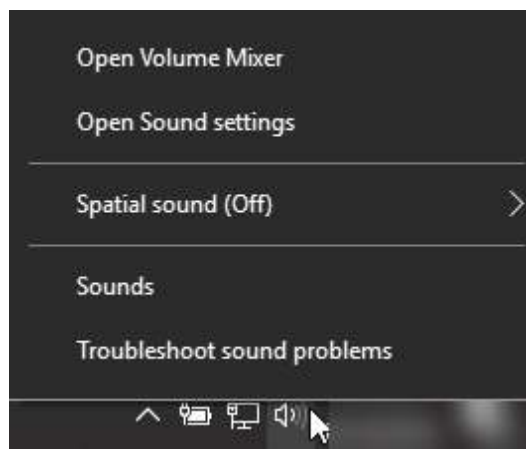 Open Volume Mixer
Open Sound settings
Spatial sound (Off)
Sounds
Troubleshoot sound problems